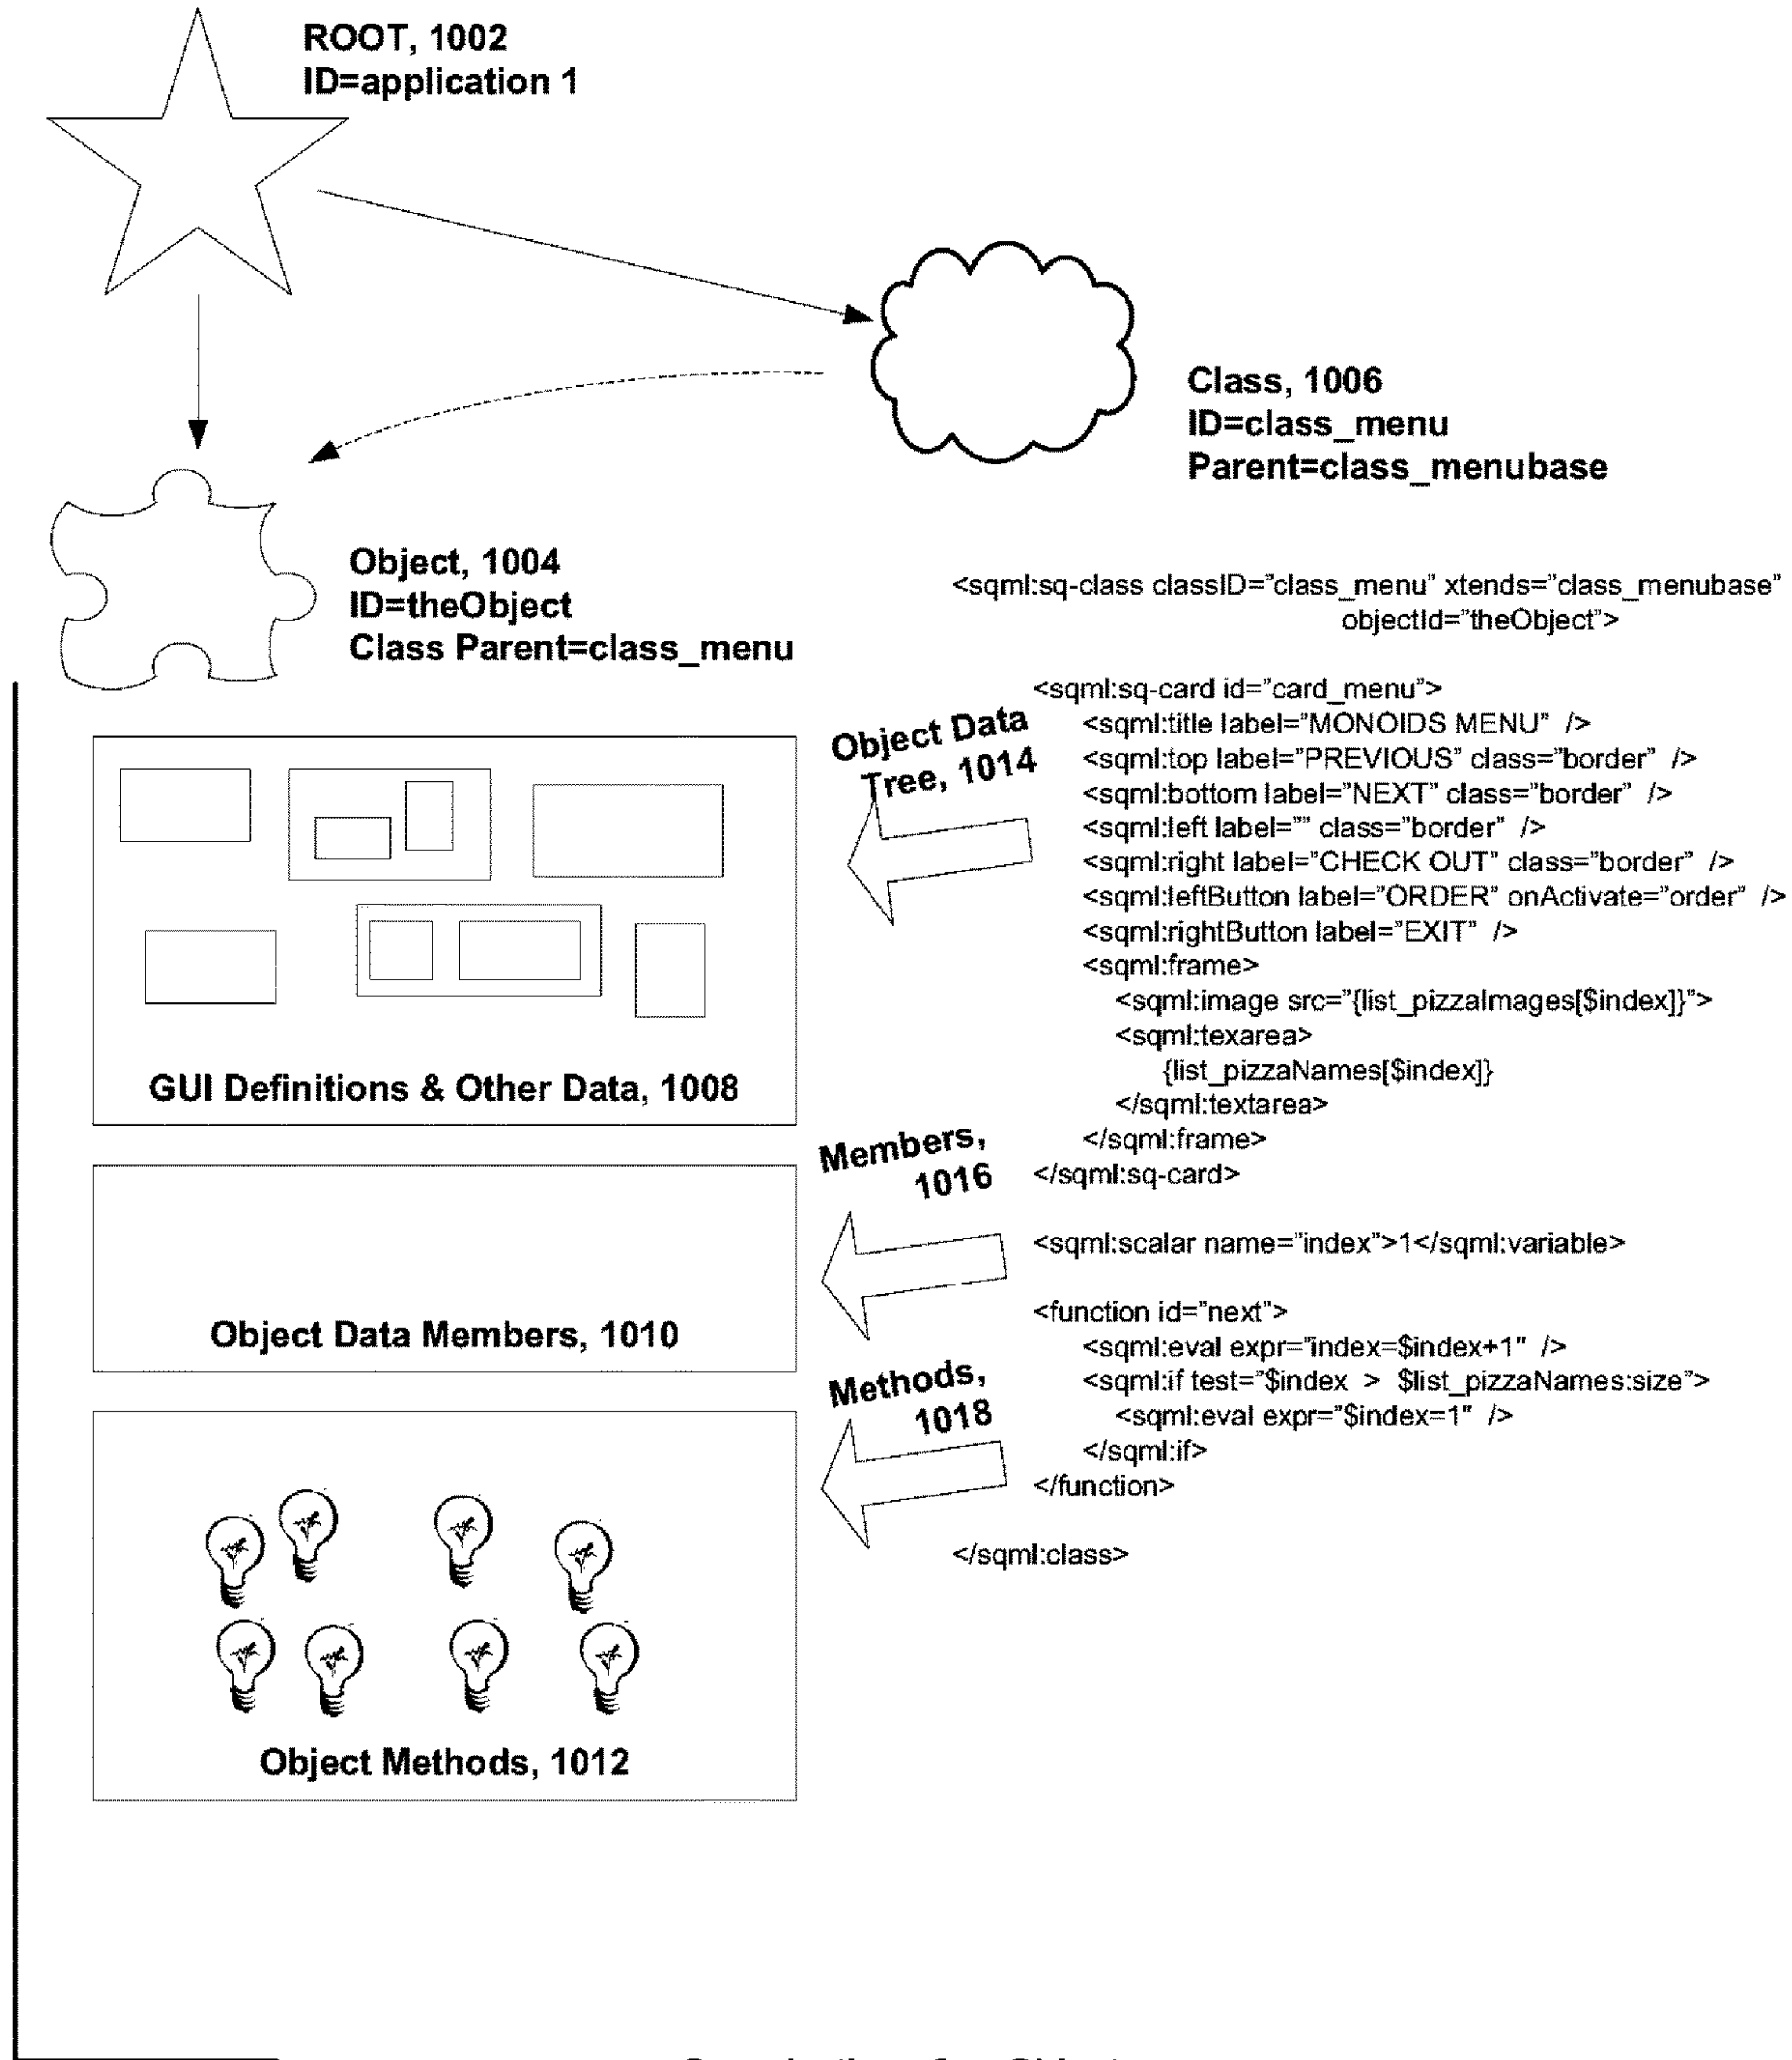 ROOT, 1002
ID=application 1
Class, 1006
ID=class_menu
Parent=class_menubase
Object, 1004
ID=theObject
Class Parent=class_menu
<sqml:sq-class classID="class_menu" xtends="class_menubase"
objectId="theObject">
Object Data
Tree, 1014
<sqml:sq-card id="card_menu">
<sqml:title label="MONOIDS MENU" />
<sqml:top label="PREVIOUS" class="border" />
<sqml:bottom label="NEXT" class="border" />
<sqml:left label="" class="border" />
<sqml:right label="CHECK OUT" class="border" />
<sqml:leftButton label="ORDER" onActivate="order" />
<sqml:rightButton label="EXIT" />
<sqml:frame>
<sqml:image src="{list_pizzaImages[$index]}">
<sqml:texarea>
{list_pizzaNames[$index]}
</sqml:textarea>
</sqml:frame>
</sqml:sq-card>
GUI Definitions & Other Data, 1008
Members,
1016
<sqml:scalar name="index">1</sqml:variable>
Object Data Members, 1010
Methods,
1018
<function id="next">
<sqml:eval expr="index=$index+1" />
<sqml:if test="$index > $list_pizzaNames:size">
<sqml:eval expr="$index=1" />
</sqml:if>
</function>
</sqml:class>
Object Methods, 1012